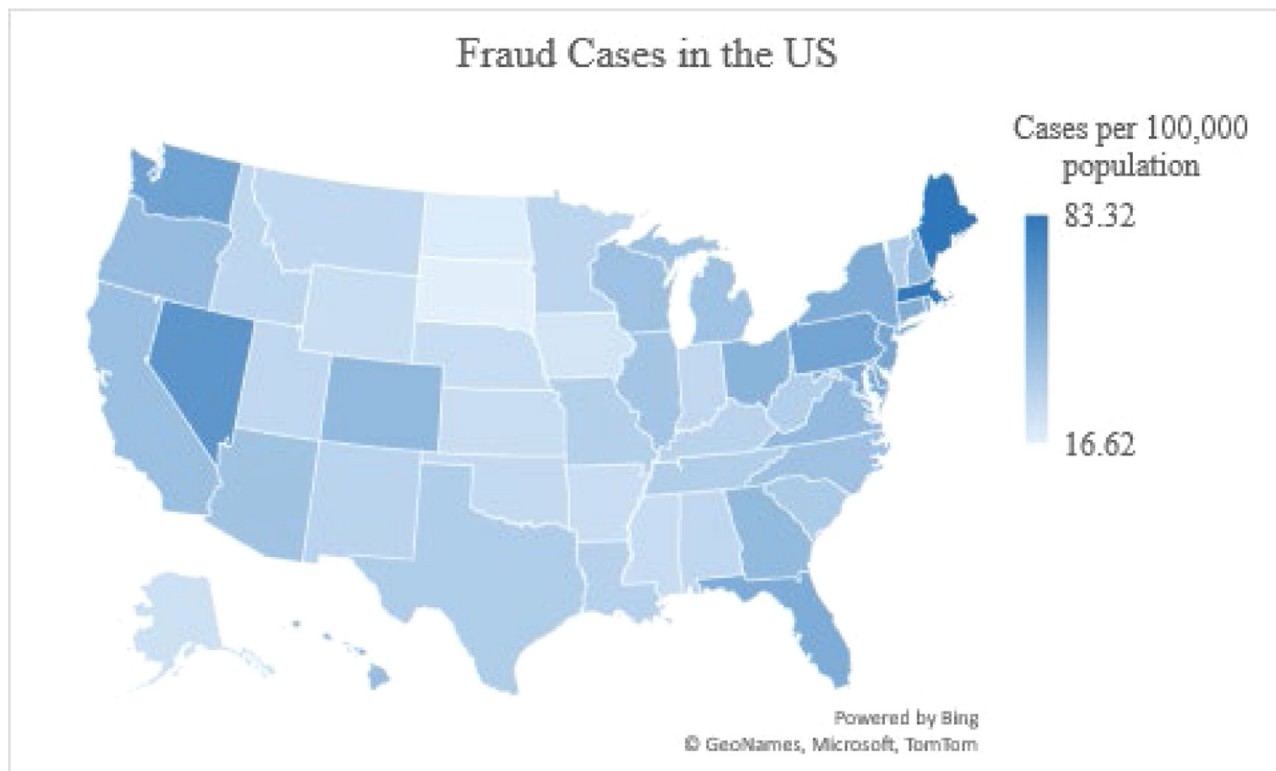 Fraud Cases in the US
Cases per 100,000
population
83.32
16.62
Powered by Bing
© GeoNames, Microsoft, TomTom